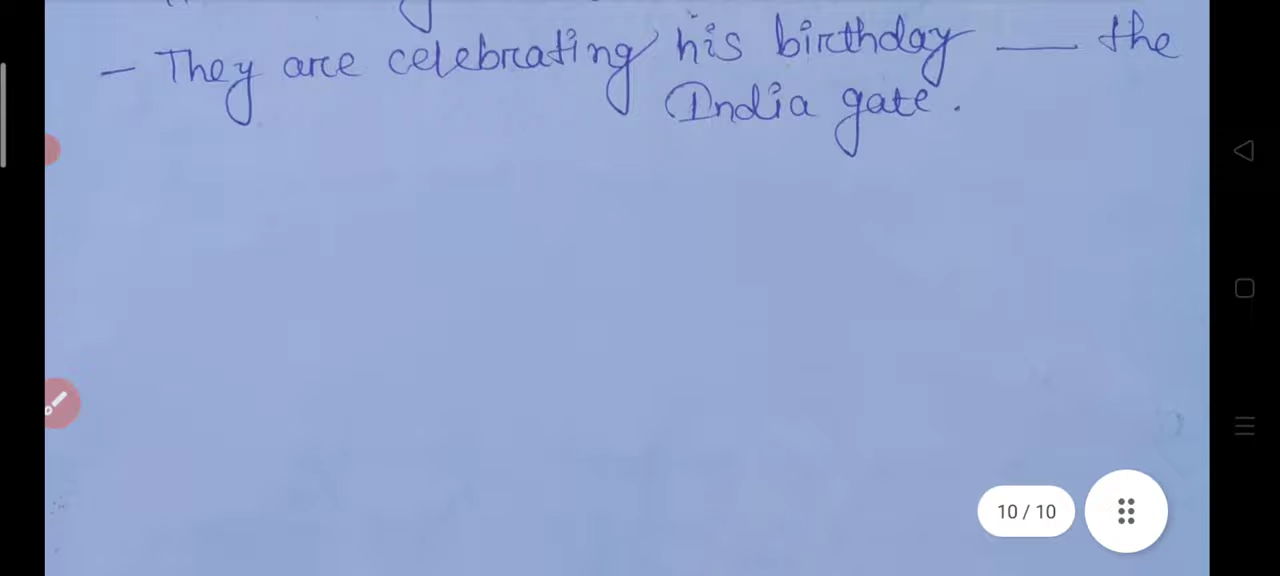 - They are celebrating his birthday ___ the
India gate.
10 / 10